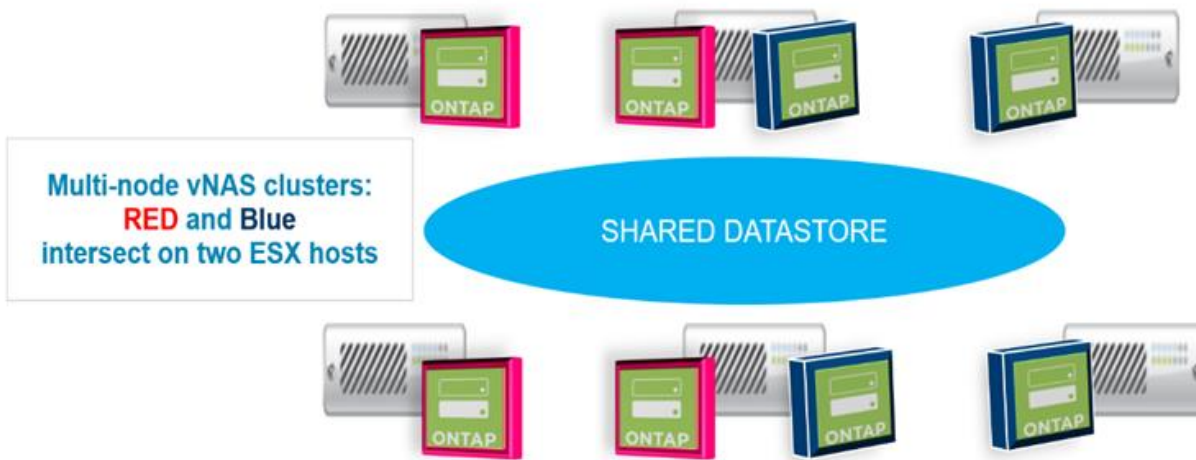 ONTAP
ONTAP
ONTAP
ONTAP
Multi-node vNAS clusters:
RED and Blue
intersect on two ESX hosts
SHARED DATASTORE
ONTAP
ONTAP
ONTAP
ONTAP